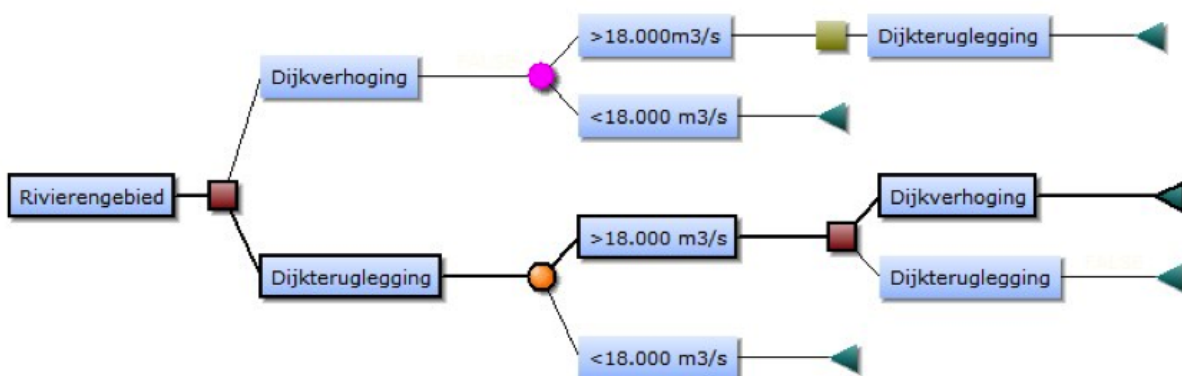 >18.000m3/s
Dijkteruglegging
Dijkverhoging
<18.000 m3/s
Rivierengebied
Dijkverhoging
>18.000 m3/s
Dijkteruglegging
Dijkteruglegging
<18.000 m3/s